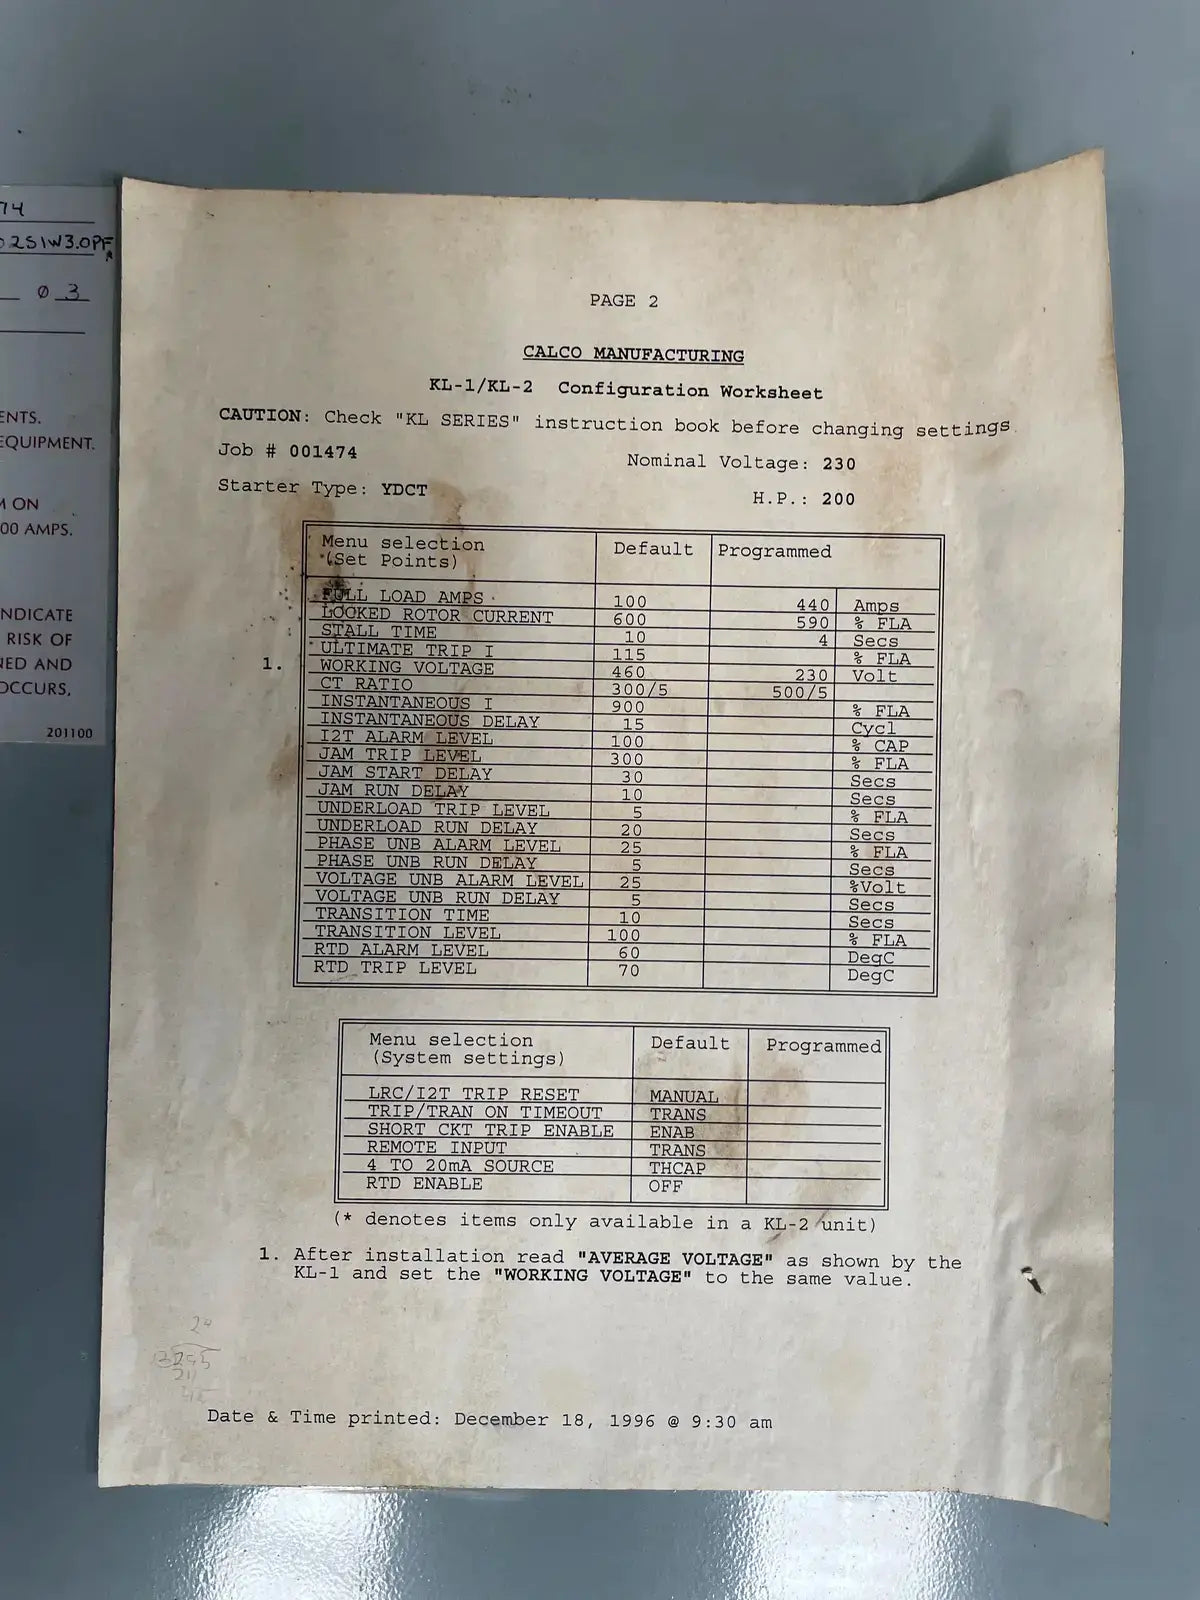 74
02S1W3.0PF
Ø 3
ENTS.
EQUIPMENT.
M ON
00 AMPS.
NDICATE
RISK OF
NED AND
OCCURS,
201100
PAGE 2
CALCO MANUFACTURING
KL-1/KL-2 Configuration Worksheet
CAUTION: Check "KL SERIES" instruction book before changing settings.
Job # 001474 Nominal Voltage: 230
Starter Type: YDCT H.P.: 200
Menu selection (Set Points) Default Programmed
FULL LOAD AMPS 100 440 Amps
LOCKED ROTOR CURRENT 600 590 % FLA
STALL TIME 10 4 Secs
ULTIMATE TRIP I 115 % FLA
1. WORKING VOLTAGE 460 230 Volt
CT RATIO 300/5 500/5
INSTANTANEOUS I 900 % FLA
INSTANTANEOUS DELAY 15 Cycl
I2T ALARM LEVEL 100 % CAP
JAM TRIP LEVEL 300 % FLA
JAM START DELAY 30 Secs
JAM RUN DELAY 10 Secs
UNDERLOAD TRIP LEVEL 5 % FLA
UNDERLOAD RUN DELAY 20 Secs
PHASE UNB ALARM LEVEL 25 % FLA
PHASE UNB RUN DELAY 5 Secs
VOLTAGE UNB ALARM LEVEL 25 %Volt
VOLTAGE UNB RUN DELAY 5 Secs
TRANSITION TIME 10 Secs
TRANSITION LEVEL 100 % FLA
RTD ALARM LEVEL 60 DegC
RTD TRIP LEVEL 70 DegC
Menu selection (System settings) Default Programmed
LRC/I2T TRIP RESET MANUAL
TRIP/TRAN ON TIMEOUT TRANS
SHORT CKT TRIP ENABLE ENAB
REMOTE INPUT TRANS
4 TO 20mA SOURCE THCAP
RTD ENABLE OFF
(* denotes items only available in a KL-2 unit)
1. After installation read "AVERAGE VOLTAGE" as shown by the
KL-1 and set the "WORKING VOLTAGE" to the same value.
Date & Time printed: December 18, 1996 @ 9:30 am